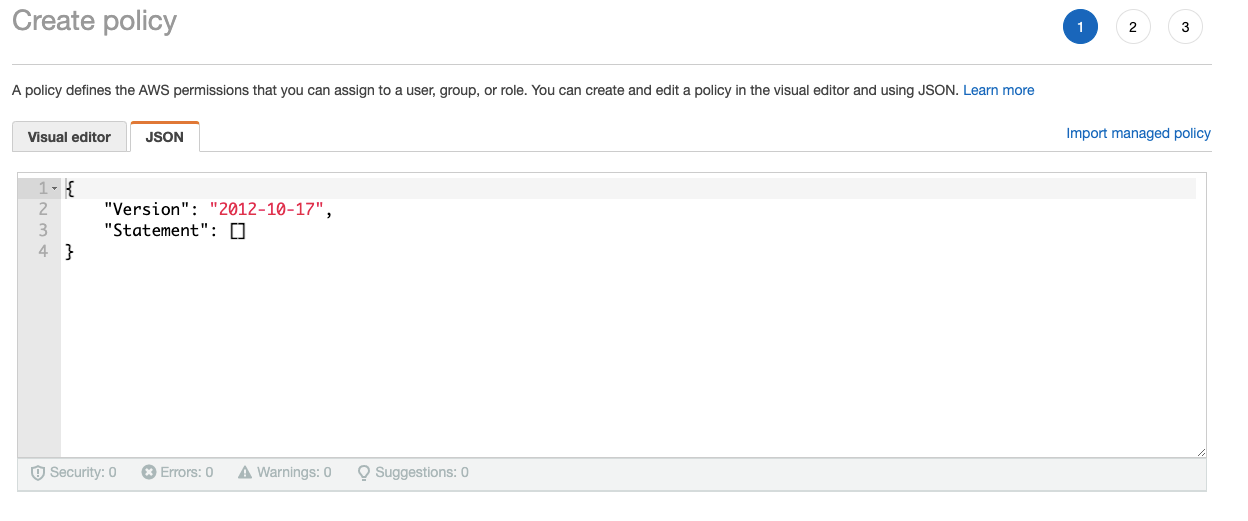 Create policy
1 2 3
A policy defines the AWS permissions that you can assign to a user, group, or role. You can create and edit a policy in the visual editor and using JSON. Learn more
Visual editor JSON Import managed policy
1 {
2 "Version": "2012-10-17",
3 "Statement": []
4 }
Security: 0 Errors: 0 Warnings: 0 Suggestions: 0